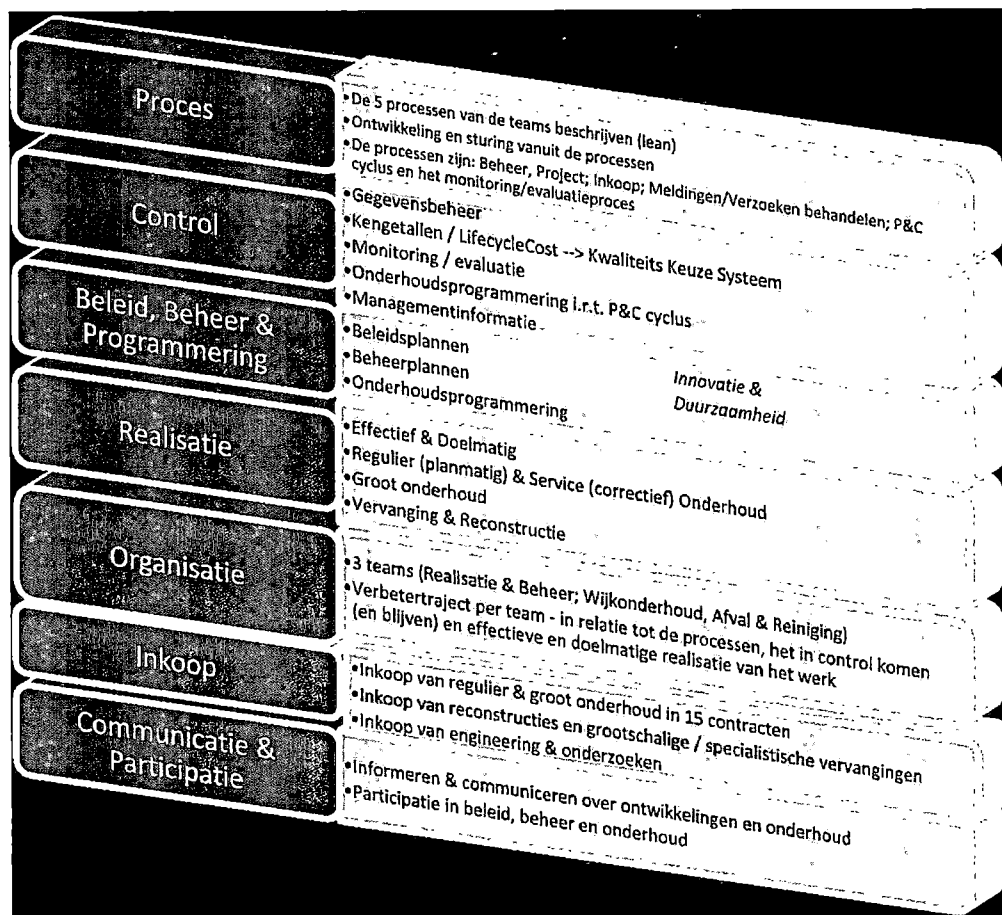 Proces
•De 5 processen van de teams beschrijven (lean)
•Ontwikkeling en sturing vanuit de processen
•De processen zijn: Beheer, Project; Inkoop; Meldingen/Verzoeken behandelen; P&C
cyclus en het monitoring/evaluatieproces
Control
•Gegevensbeheer
•Kengetallen / LifecycleCost --> Kwaliteits Keuze Systeem
•Monitoring / evaluatie
•Onderhoudsprogrammering i.r.t. P&C cyclus
•Managementinformatie
Beleid, Beheer &
Programmering
•Beleidsplannen
•Beheerplannen
•Onderhoudsprogrammering
Innovatie &
Duurzaamheid
Realisatie
•Effectief & Doelmatig
•Regulier (planmatig) & Service (correctief) Onderhoud
•Groot onderhoud
•Vervanging & Reconstructie
Organisatie
•3 teams (Realisatie & Beheer; Wijkonderhoud, Afval & Reiniging)
•Verbetertraject per team - in relatie tot de processen, het in control komen
(en blijven) en effectieve en doelmatige realisatie van het werk
Inkoop
•Inkoop van regulier & groot onderhoud in 15 contracten
•Inkoop van reconstructies en grootschalige / specialistische vervangingen
•Inkoop van engineering & onderzoeken
Communicatie &
Participatie
•Informeren & communiceren over ontwikkelingen en onderhoud
•Participatie in beleid, beheer en onderhoud